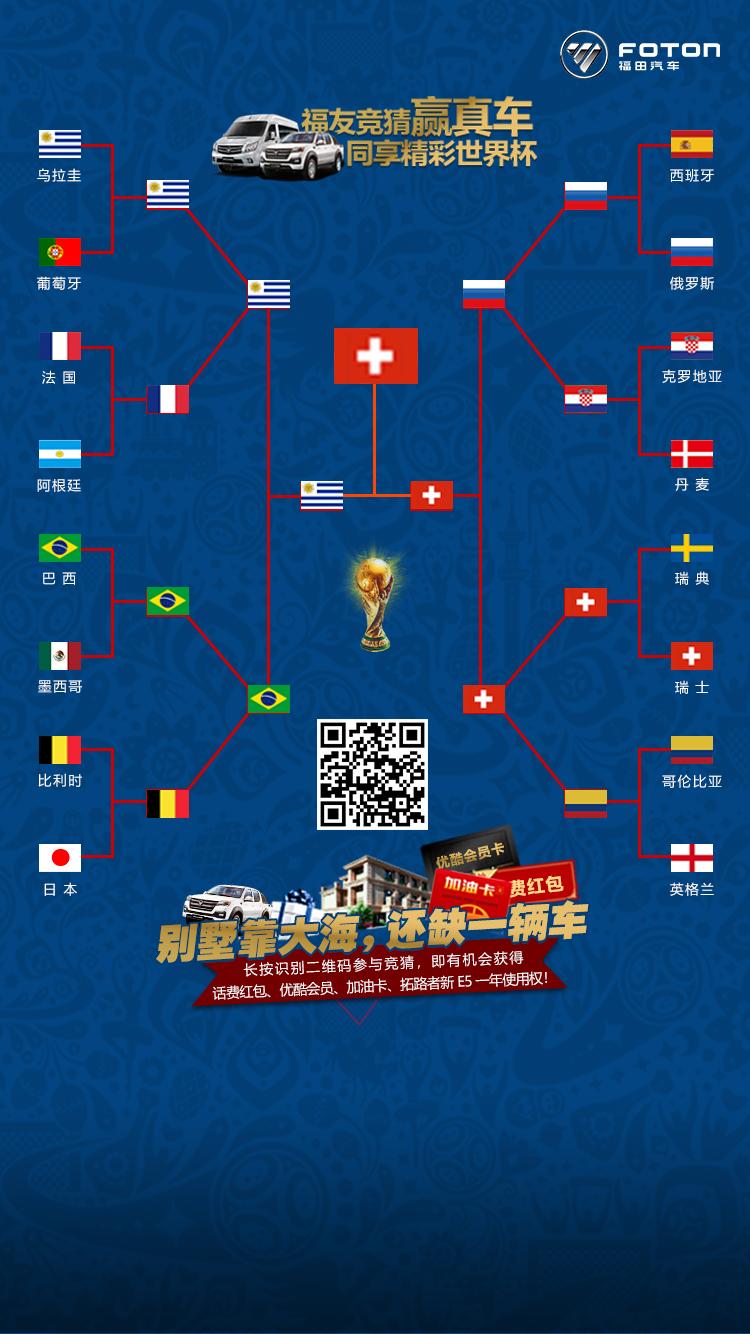 FOTON
福田汽车
福友竞猜赢真车
同享精彩世界杯
乌拉圭
葡萄牙
法 国
阿根廷
巴 西
墨西哥
比利时
日 本
西班牙
俄罗斯
克罗地亚
丹 麦
瑞 典
瑞 士
哥伦比亚
英格兰
优酷会员卡
加油卡
费红包
别墅靠大海，还缺一辆车
长按识别二维码参与竞猜，即有机会获得
话费红包、优酷会员、加油卡、拓路者新 E5 一年使用权！